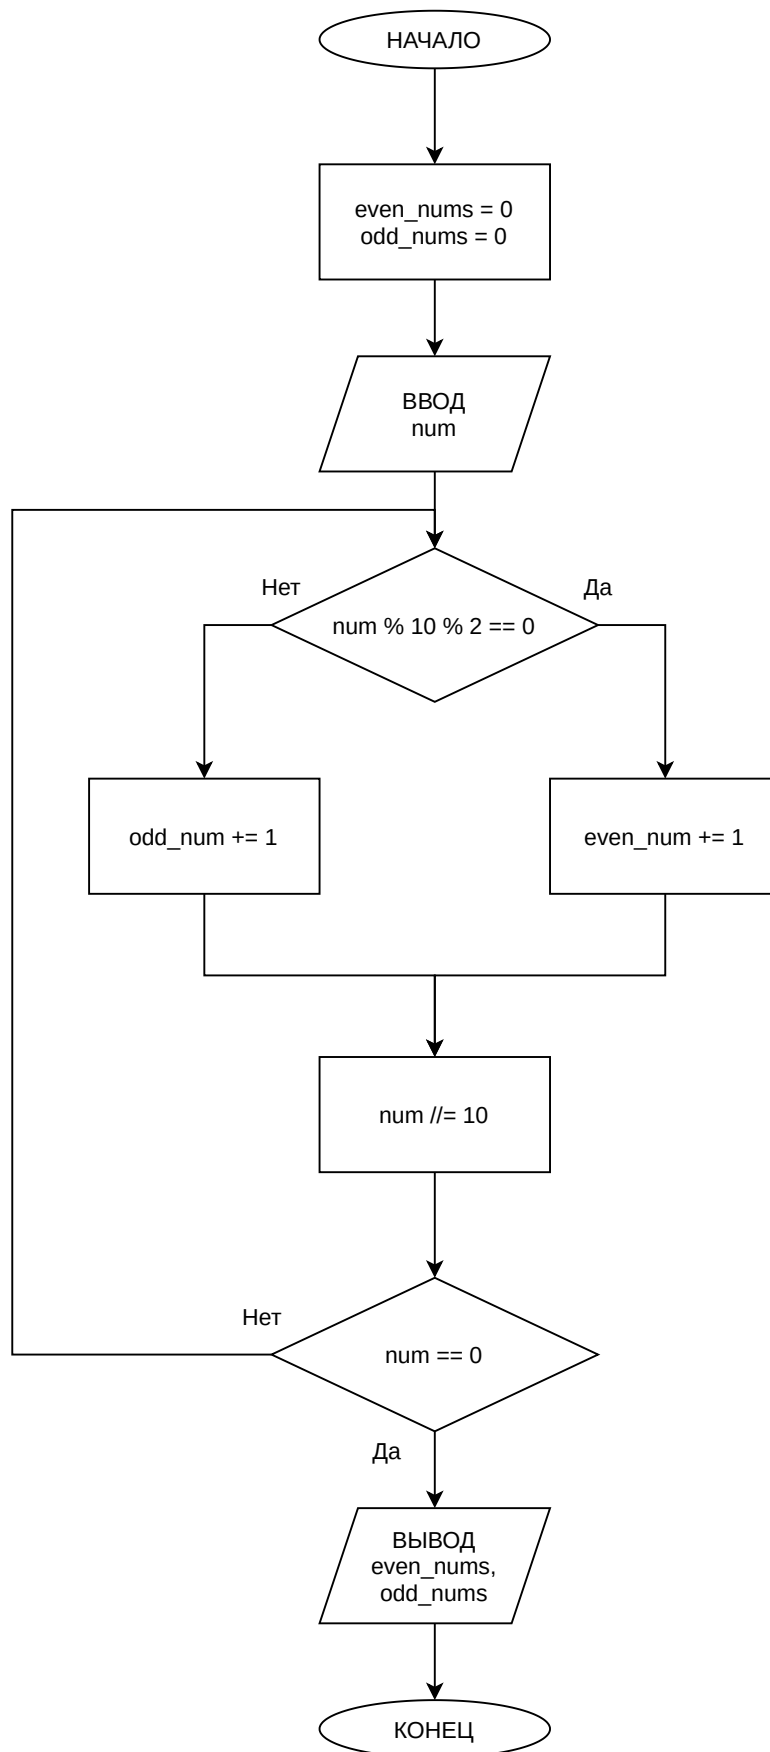 НАЧАЛО
even_nums = 0
odd_nums = 0
ВВОД
num
Нет
Да
num % 10 % 2 == 0
odd_num += 1
even_num += 1
num //= 10
Нет
num == 0
Да
ВЫВОД
even_nums,
odd_nums
КОНЕЦ